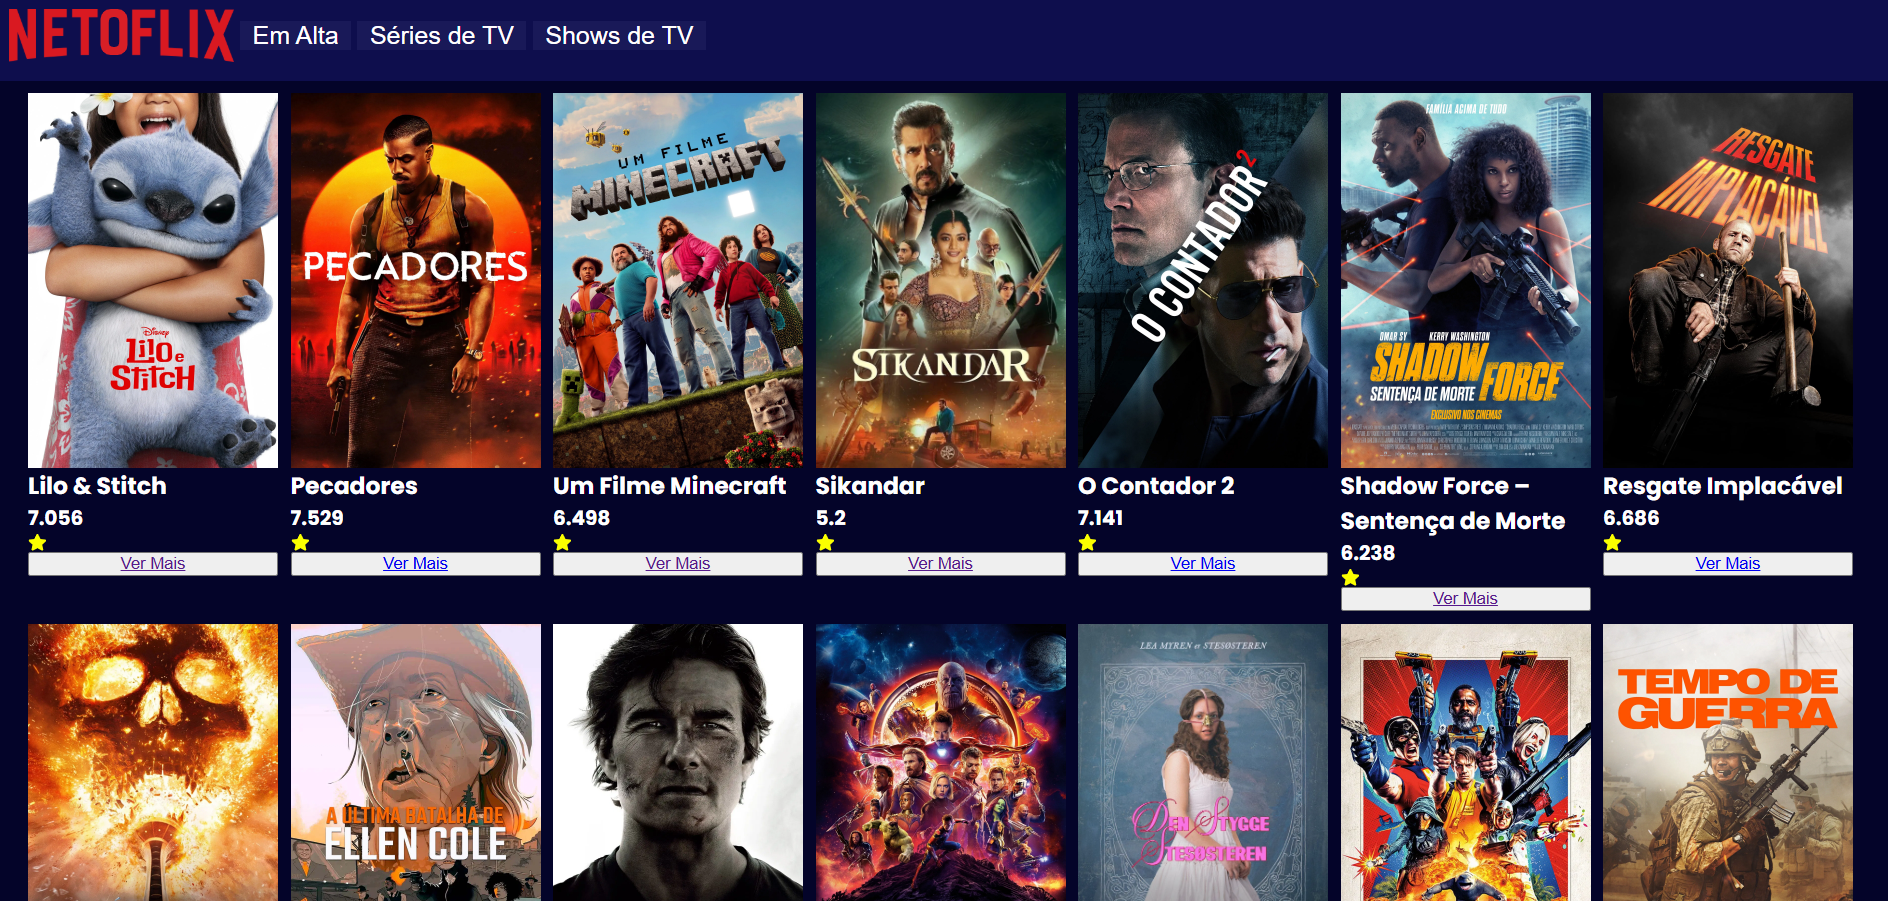 NETOFLIX
Em Alta
Séries de TV
Shows de TV
Disney
Lilo e
Stitch
PECADORES
UM FILME
MINECRAFT
SIKANDAR
O CONTADOR 2
FAMÍLIA ACIMA DE TUDO
OMAR SY KERRY WASHINGTON
SHADOW FORCE
SENTENÇA DE MORTE
EXCLUSIVO NOS CINEMAS
RESGATE
IMPLACÁVEL
Lilo & Stitch
7.056
Ver Mais
Pecadores
7.529
Ver Mais
Um Filme Minecraft
6.498
Ver Mais
Sikandar
5.2
Ver Mais
O Contador 2
7.141
Ver Mais
Shadow Force –
Sentença de Morte
6.238
Ver Mais
Resgate Implacável
6.686
Ver Mais
A ÚLTIMA BATALHA DE
ELLEN COLE
LEA MYREN er STESØSTEREN
DEN STYGGE
STESØSTEREN
TEMPO DE
GUERRA